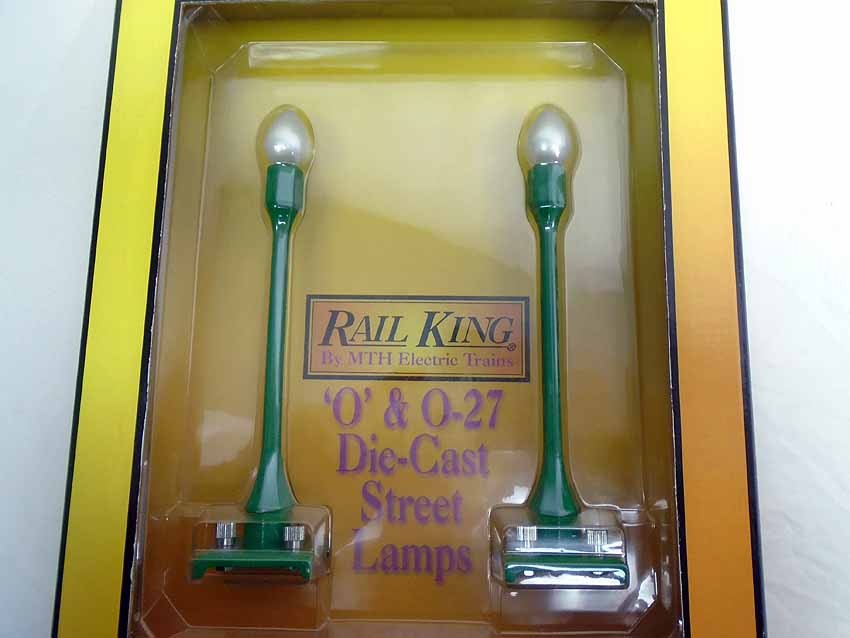 RAIL KING®
By MTH Electric Trains
‘O’ & O-27
Die-Cast
Street
Lamps